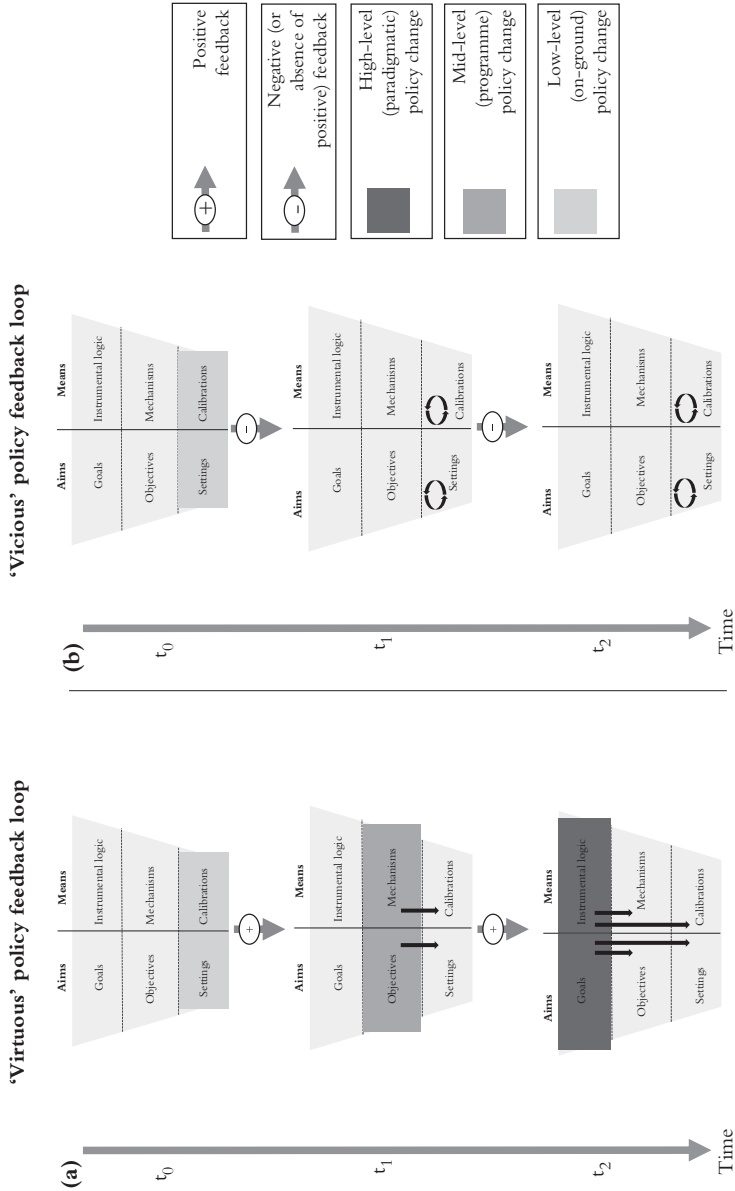 'Virtuous' policy feedback loop
(a)
t0
t1
t2
Time
Aims Means
Goals Instrumental logic
Objectives Mechanisms
Settings Calibrations
+
Aims Means
Goals Instrumental logic
Objectives Mechanisms
Settings Calibrations
+
Aims Means
Goals Instrumental logic
Objectives Mechanisms
Settings Calibrations
'Vicious' policy feedback loop
(b)
t0
t1
t2
Time
Aims Means
Goals Instrumental logic
Objectives Mechanisms
Settings Calibrations
-
Aims Means
Goals Instrumental logic
Objectives Mechanisms
Settings Calibrations
-
Aims Means
Goals Instrumental logic
Objectives Mechanisms
Settings Calibrations
+
Positive
feedback
-
Negative (or
absence of
positive) feedback
High-level
(paradigmatic)
policy change
Mid-level
(programme)
policy change
Low-level
(on-ground)
policy change